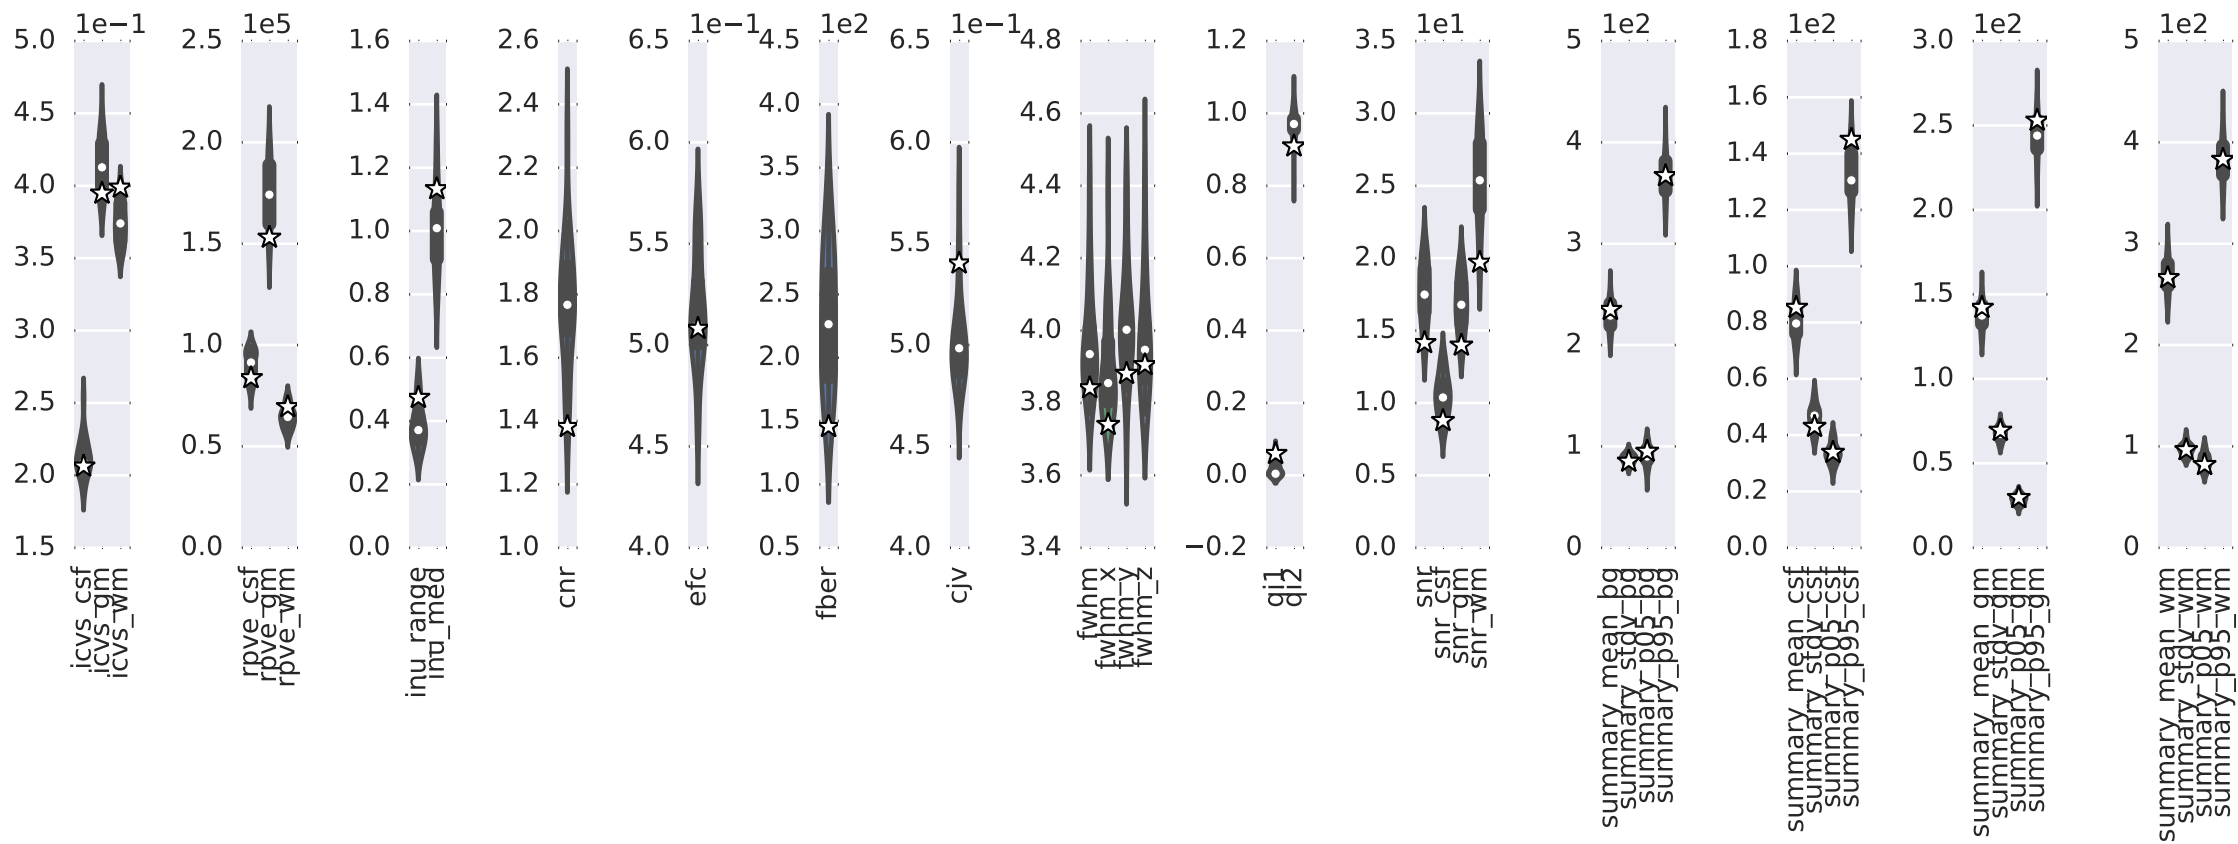 1e−1
5.0
4.5
4.0
3.5
3.0
2.5
2.0
1.5
icvs_csf
icvs_gm
icvs_wm
1e5
2.5
2.0
1.5
1.0
0.5
0.0
rpve_csf
rpve_gm
rpve_wm
1.6
1.4
1.2
1.0
0.8
0.6
0.4
0.2
0.0
inu_range
inu_med
2.6
2.4
2.2
2.0
1.8
1.6
1.4
1.2
1.0
cnr
1e−1
6.5
6.0
5.5
5.0
4.5
4.0
efc
1e2
4.5
4.0
3.5
3.0
2.5
2.0
1.5
1.0
0.5
fber
1e−1
6.5
6.0
5.5
5.0
4.5
4.0
cjv
4.8
4.6
4.4
4.2
4.0
3.8
3.6
3.4
fwhm
fwhm_x
fwhm_y
fwhm_z
1.2
1.0
0.8
0.6
0.4
0.2
0.0
−0.2
qi1
qi2
1e1
3.5
3.0
2.5
2.0
1.5
1.0
0.5
0.0
snr
snr_csf
snr_gm
snr_wm
1e2
5
4
3
2
1
0
summary_mean_bg
summary_stdv_bg
summary_p05_bg
summary_p95_bg
1e2
1.8
1.6
1.4
1.2
1.0
0.8
0.6
0.4
0.2
0.0
summary_mean_csf
summary_stdv_csf
summary_p05_csf
summary_p95_csf
1e2
3.0
2.5
2.0
1.5
1.0
0.5
0.0
summary_mean_gm
summary_stdv_gm
summary_p05_gm
summary_p95_gm
1e2
5
4
3
2
1
0
summary_mean_wm
summary_stdv_wm
summary_p05_wm
summary_p95_wm